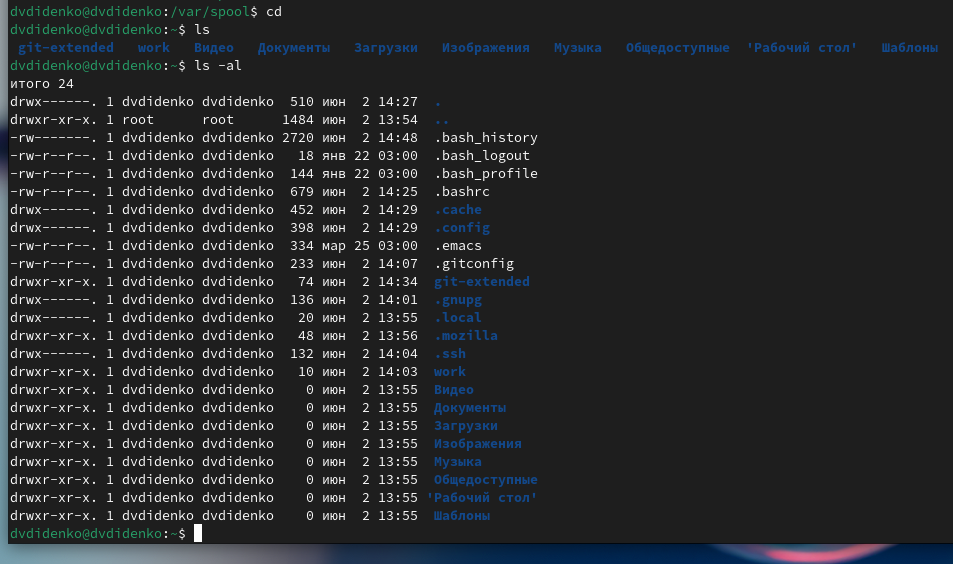 dvdidenko@dvdidenko:/var/spool$ cd
dvdidenko@dvdidenko:~$ ls
git-extended work Видео Документы Загрузки Изображения Музыка Общедоступные 'Рабочий стол' Шаблоны
dvdidenko@dvdidenko:~$ ls -al
итого 24
drwx------. 1 dvdidenko dvdidenko 510 июн 2 14:27 .
drwxr-xr-x. 1 root root 1484 июн 2 13:54 ..
-rw-------. 1 dvdidenko dvdidenko 2720 июн 2 14:48 .bash_history
-rw-r--r--. 1 dvdidenko dvdidenko 18 янв 22 03:00 .bash_logout
-rw-r--r--. 1 dvdidenko dvdidenko 144 янв 22 03:00 .bash_profile
-rw-r--r--. 1 dvdidenko dvdidenko 679 июн 2 14:25 .bashrc
drwx------. 1 dvdidenko dvdidenko 452 июн 2 14:29 .cache
drwx------. 1 dvdidenko dvdidenko 398 июн 2 14:29 .config
-rw-r--r--. 1 dvdidenko dvdidenko 334 мар 25 03:00 .emacs
-rw-r--r--. 1 dvdidenko dvdidenko 233 июн 2 14:07 .gitconfig
drwxr-xr-x. 1 dvdidenko dvdidenko 74 июн 2 14:34 git-extended
drwx------. 1 dvdidenko dvdidenko 136 июн 2 14:01 .gnupg
drwx------. 1 dvdidenko dvdidenko 20 июн 2 13:55 .local
drwxr-xr-x. 1 dvdidenko dvdidenko 48 июн 2 13:56 .mozilla
drwx------. 1 dvdidenko dvdidenko 132 июн 2 14:04 .ssh
drwxr-xr-x. 1 dvdidenko dvdidenko 10 июн 2 14:03 work
drwxr-xr-x. 1 dvdidenko dvdidenko 0 июн 2 13:55 Видео
drwxr-xr-x. 1 dvdidenko dvdidenko 0 июн 2 13:55 Документы
drwxr-xr-x. 1 dvdidenko dvdidenko 0 июн 2 13:55 Загрузки
drwxr-xr-x. 1 dvdidenko dvdidenko 0 июн 2 13:55 Изображения
drwxr-xr-x. 1 dvdidenko dvdidenko 0 июн 2 13:55 Музыка
drwxr-xr-x. 1 dvdidenko dvdidenko 0 июн 2 13:55 Общедоступные
drwxr-xr-x. 1 dvdidenko dvdidenko 0 июн 2 13:55 'Рабочий стол'
drwxr-xr-x. 1 dvdidenko dvdidenko 0 июн 2 13:55 Шаблоны
dvdidenko@dvdidenko:~$